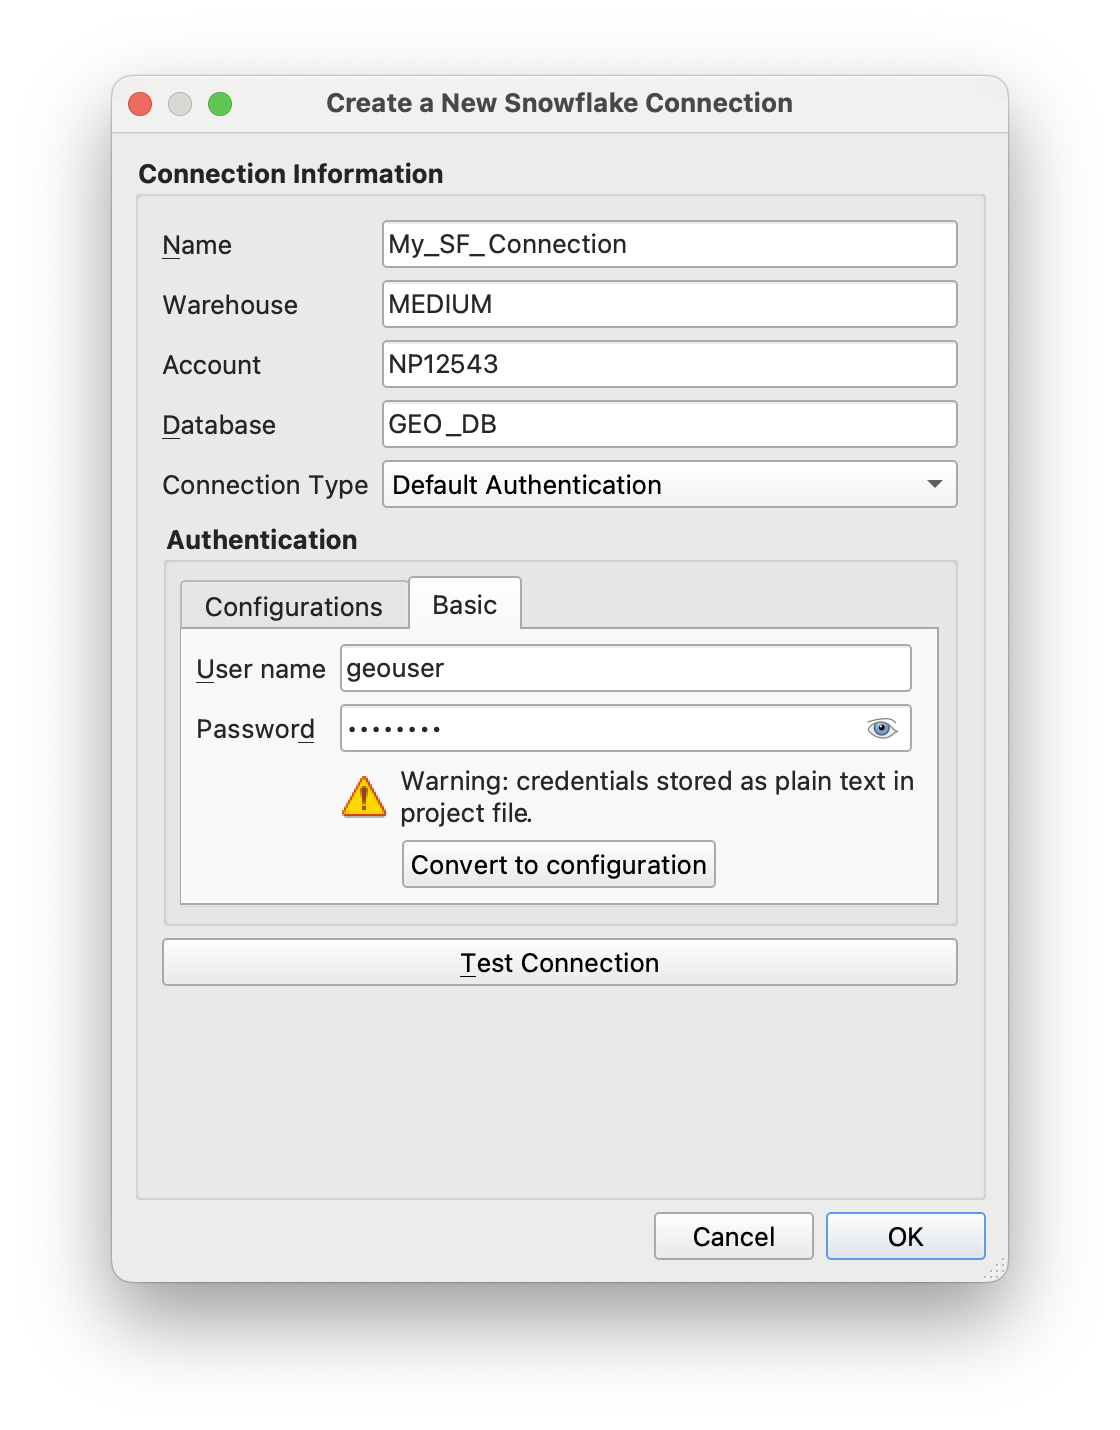 Create a New Snowflake Connection
Connection Information
Name My_SF_Connection
Warehouse MEDIUM
Account NP12543
Database GEO_DB
Connection Type Default Authentication
Authentication
Configurations Basic
User name geouser
Password ••••••••
Warning: credentials stored as plain text in
project file.
Convert to configuration
Test Connection
Cancel OK